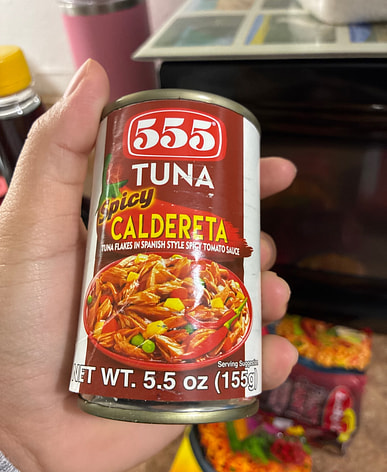 555
TUNA
Spicy
CALDERETA
TUNA FLAKES IN SPANISH STYLE SPICY TOMATO SAUCE
Serving Suggestion
NET WT. 5.5 oz (155g)